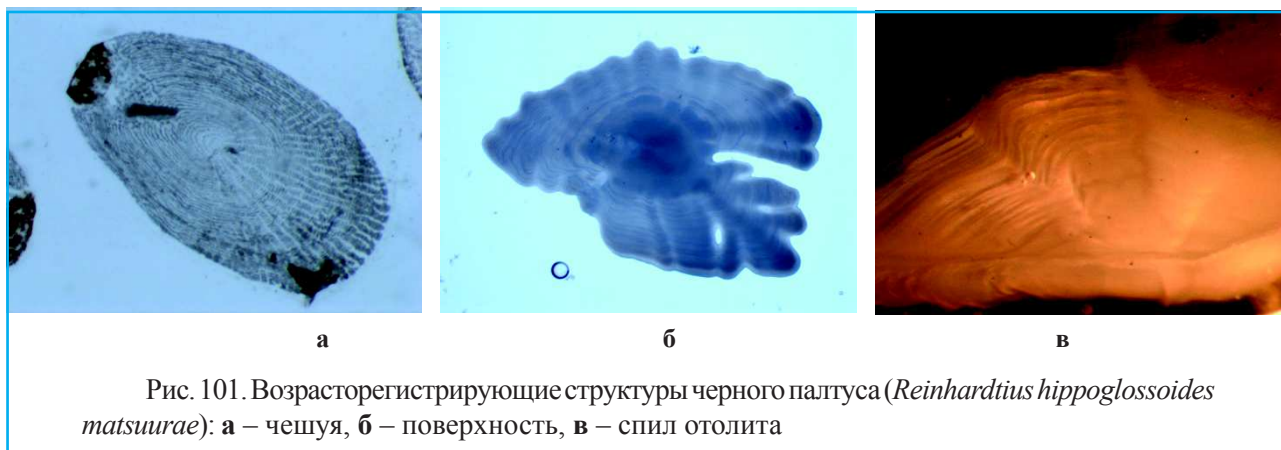 а
б
в
Рис. 101. Возрасторегистрирующие структуры черного палтуса (Reinhardtius hippoglossoides
matsuurae): а – чешуя, б – поверхность, в – спил отолита